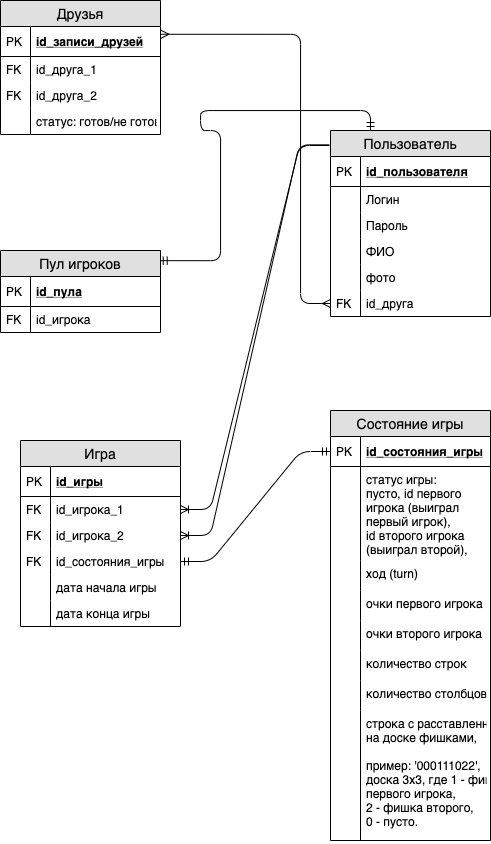 Друзья
PK id_записи_друзей
FK id_друга_1
FK id_друга_2
статус: готов/не готов
Пользователь
PK id_пользователя
Логин
Пароль
ФИО
фото
FK id_друга
Пул игроков
PK id_пула
FK id_игрока
Игра
PK id_игры
FK id_игрока_1
FK id_игрока_2
FK id_состояния_игры
дата начала игры
дата конца игры
Состояние игры
PK id_состояния_игры
статус игры:
пусто, id первого
игрока (выиграл
первый игрок),
id второго игрока
(выиграл второй),
ход (turn)
очки первого игрока
очки второго игрока
количество строк
количество столбцов
строка с расставлен
на доске фишками,
пример: '000111022',
доска 3x3, где 1 - фи
первого игрока,
2 - фишка второго,
0 - пусто.